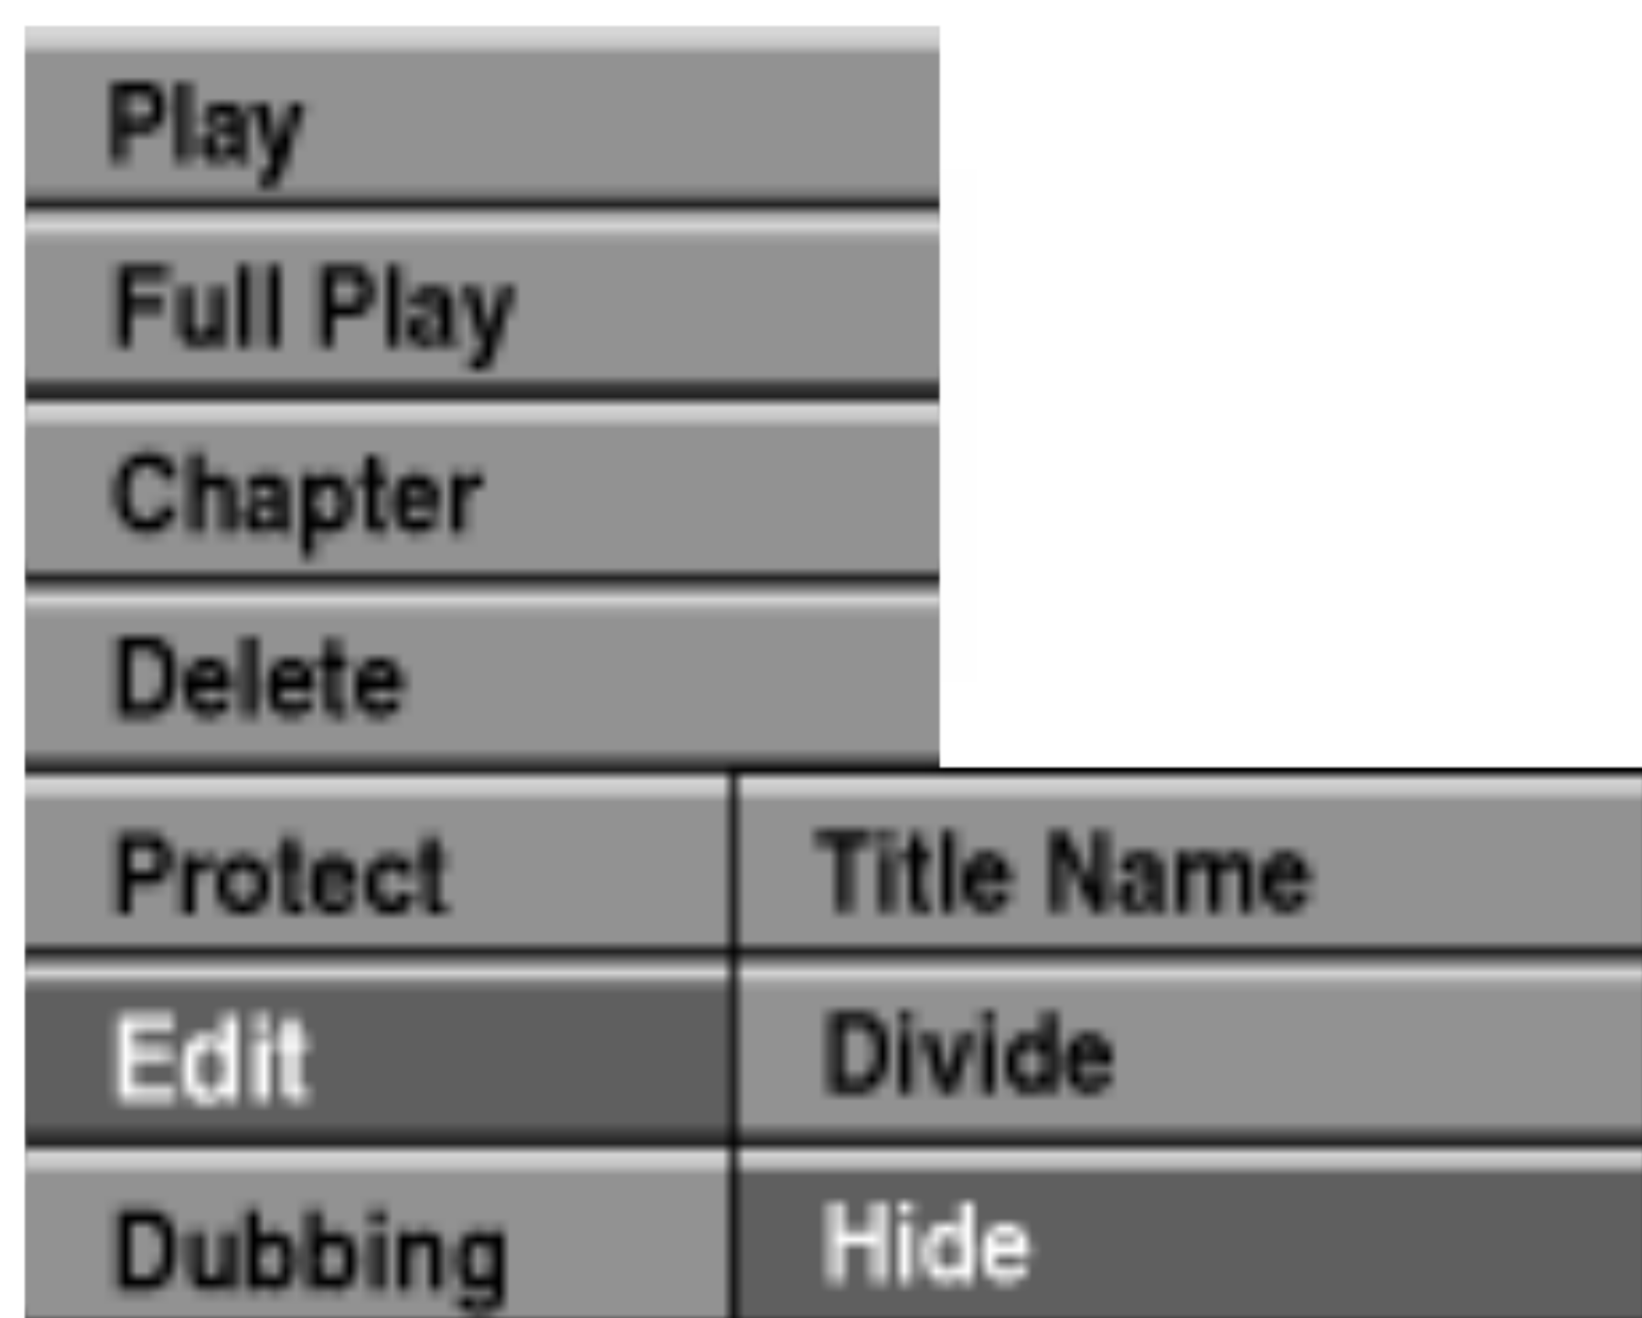 Play
Full Play
Chapter
Delete
Protect Title Name
Edit Divide
Dubbing Hide